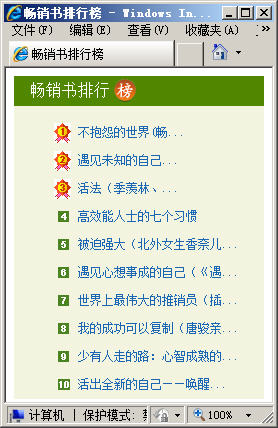 畅销书排行榜 - Windows In...
文件(F) 编辑(E) 查看(V) 收藏夹(A) »
畅销书排行榜
畅销书排行 榜
1 不抱怨的世界(畅...
2 遇见未知的自己...
3 活法（季羡林、...
4 高效能人士的七个习惯
5 被迫强大（北外女生香奈儿...
6 遇见心想事成的自己（《遇...
7 世界上最伟大的推销员（插...
8 我的成功可以复制（唐骏亲...
9 少有人走的路：心智成熟的...
10 活出全新的自己——唤醒...
计算机 | 保护模式: 100%